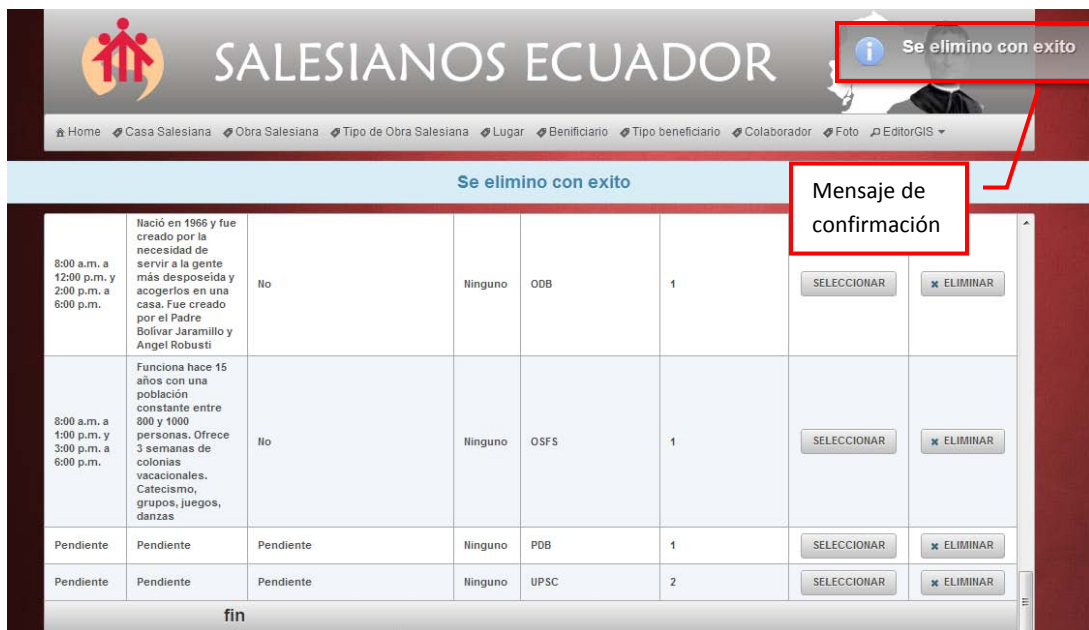 SALESIANOS ECUADOR
Se elimino con exito
Home Casa Salesiana Obra Salesiana Tipo de Obra Salesiana Lugar Benificiario Tipo beneficiario Colaborador Foto EditorGIS
Se elimino con exito
Mensaje de
confirmación
8:00 a.m. a
12:00 p.m. y
2:00 p.m. a
6:00 p.m.
Nació en 1966 y fue
creado por la
necesidad de
servir a la gente
más desposeída y
acogerlos en una
casa. Fue creado
por el Padre
Bolívar Jaramillo y
Angel Robusti
No
Ninguno
ODB
1
SELECCIONAR
ELIMINAR
8:00 a.m. a
1:00 p.m. y
3:00 p.m. a
6:00 p.m.
Funciona hace 15
años con una
población
constante entre
800 y 1000
personas. Ofrece
3 semanas de
colonias
vacacionales.
Catecismo,
grupos, juegos,
danzas
No
Ninguno
OSFS
1
SELECCIONAR
ELIMINAR
Pendiente Pendiente Pendiente Ninguno PDB 1 SELECCIONAR ELIMINAR
Pendiente Pendiente Pendiente Ninguno UPSC 2 SELECCIONAR ELIMINAR
fin